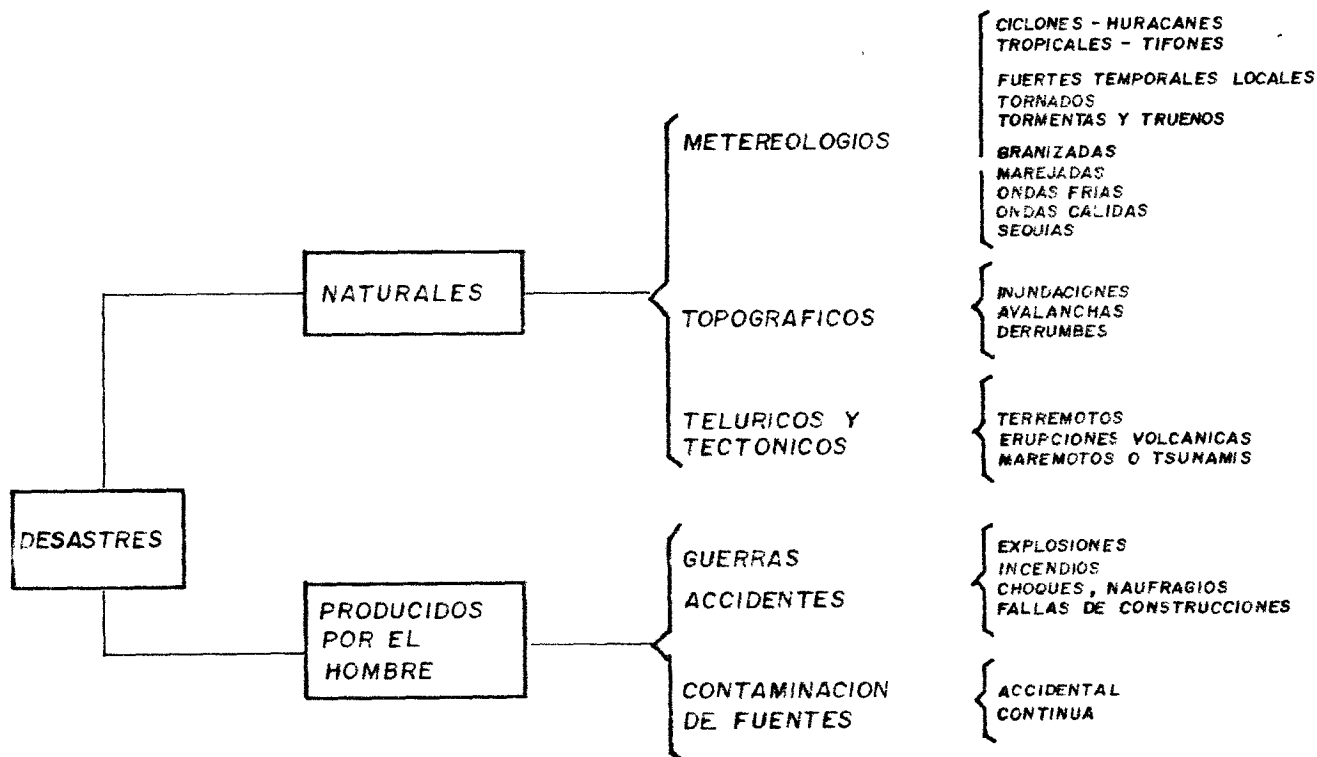 DESASTRES
NATURALES
METEREOLOGIOS
CICLONES - HURACANES
TROPICALES - TIFONES
FUERTES TEMPORALES LOCALES
TORNADOS
TORMENTAS Y TRUENOS
GRANIZADAS
MAREJADAS
ONDAS FRIAS
ONDAS CALIDAS
SEQUIAS
TOPOGRAFICOS
INUNDACIONES
AVALANCHAS
DERRUMBES
TELURICOS Y
TECTONICOS
TERREMOTOS
ERUPCIONES VOLCANICAS
MAREMOTOS O TSUNAMIS
PRODUCIDOS
POR EL
HOMBRE
GUERRAS
ACCIDENTES
EXPLOSIONES
INCENDIOS
CHOQUES, NAUFRAGIOS
FALLAS DE CONSTRUCCIONES
CONTAMINACION
DE FUENTES
ACCIDENTAL
CONTINUA